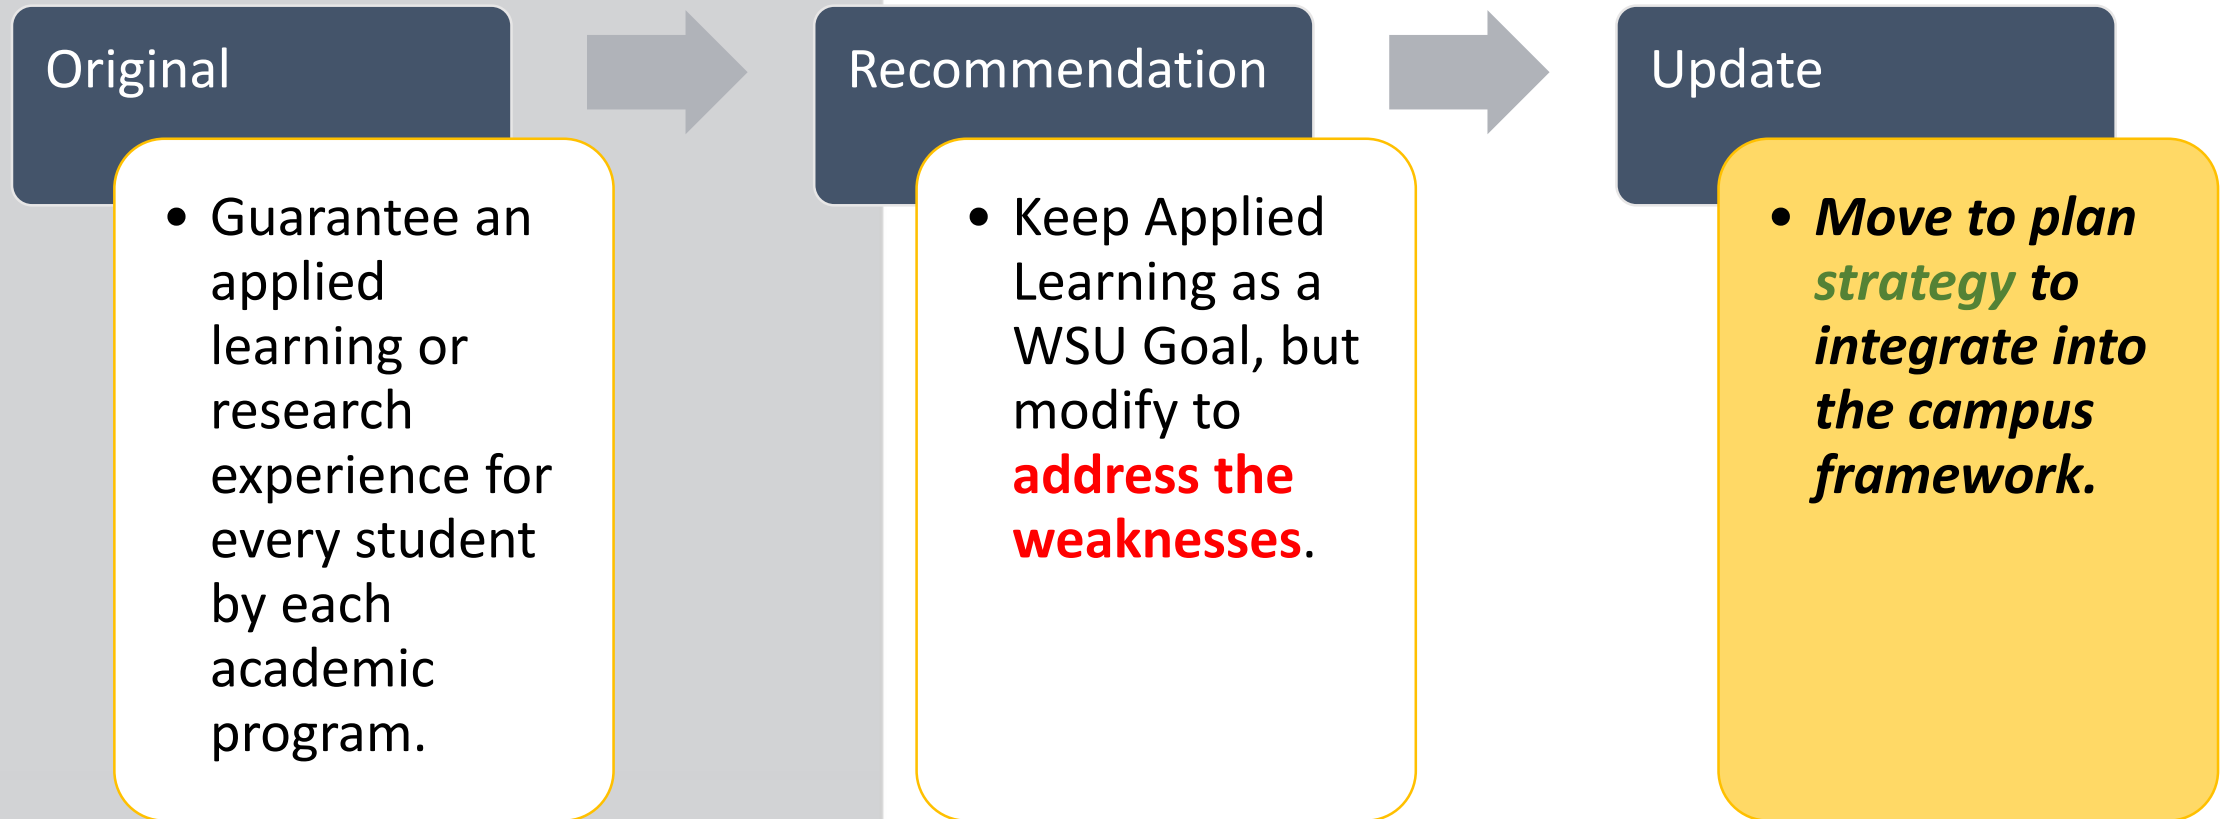 Original
• Guarantee an
applied
learning or
research
experience for
every student
by each
academic
program.
Recommendation
• Keep Applied
Learning as a
WSU Goal, but
modify to
address the
weaknesses.
Update
• Move to plan
strategy to
integrate into
the campus
framework.